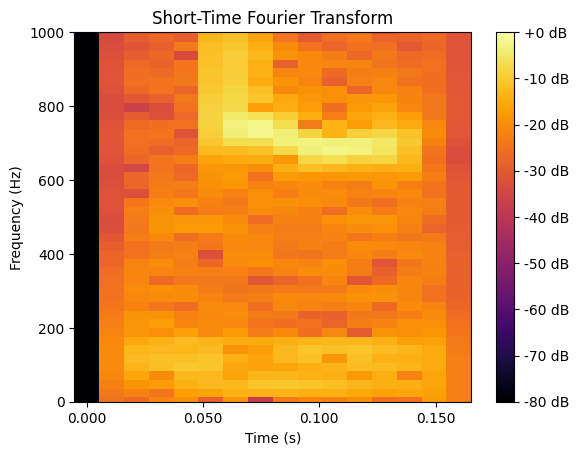 Short-Time Fourier Transform
1000
800
600
400
200
0
Frequency (Hz)
0.000
0.050
0.100
0.150
Time (s)
+0 dB
-10 dB
-20 dB
-30 dB
-40 dB
-50 dB
-60 dB
-70 dB
-80 dB